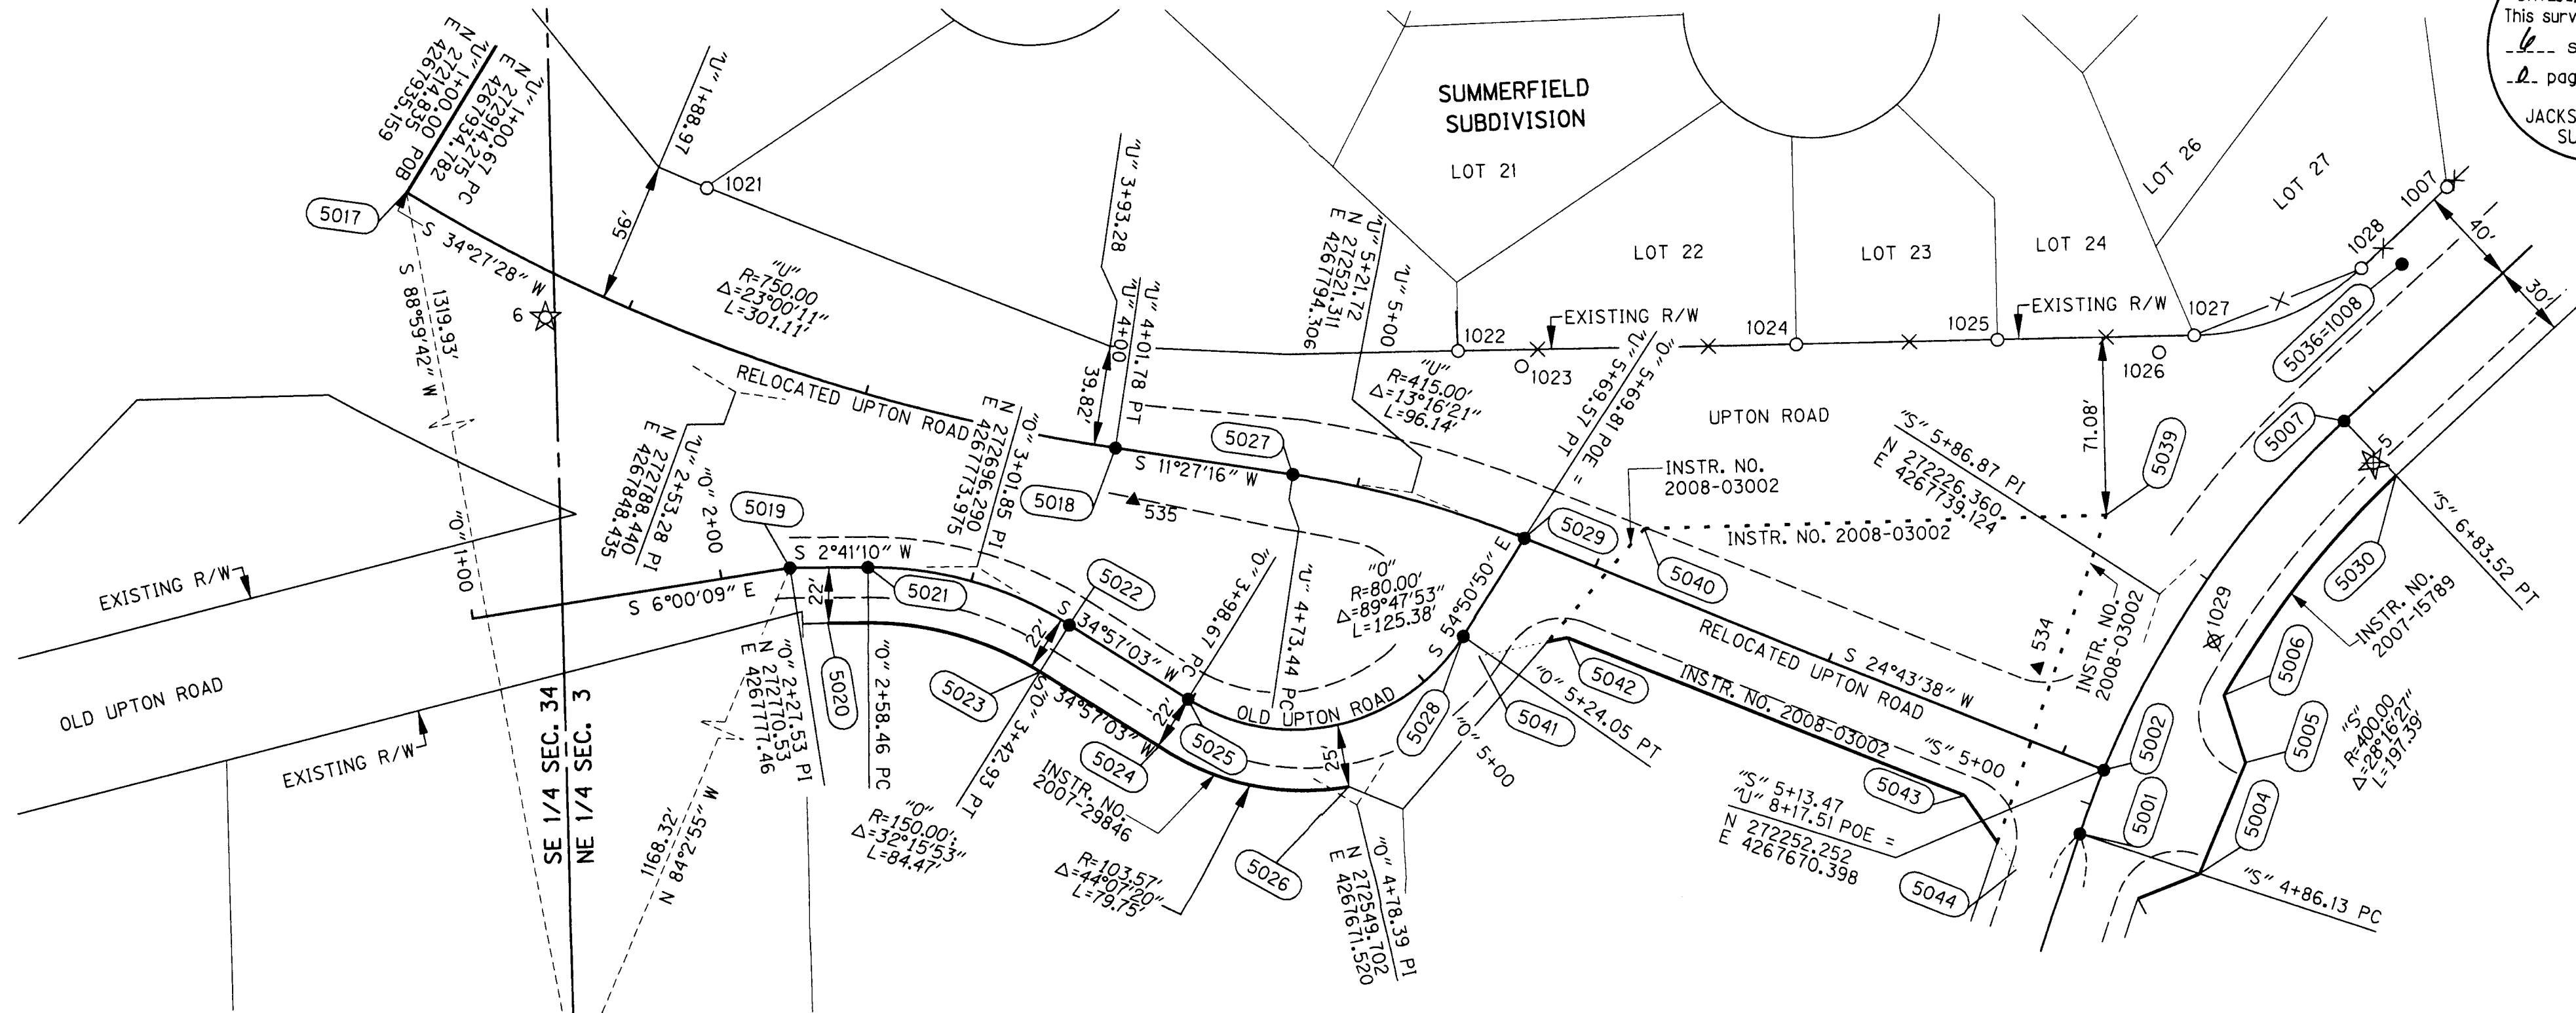 "U" 1+00.00 POB
N 27214.835
E 4267935.159
"U" 1+00.67 PC
N 272914.275
E 4267934.782
5017
S 34°27'28" W
1319.93'
S 88°59'42" W
6
"U" 1+88.97
59'
1021
"U"
R=750.00
Δ=23°00'11"
L=301.11'
RELOCATED UPTON ROAD
"U" 3+93.28
"U" 4+01.78 PT
"U" 4+00
39.82'
"U" 5+21.72
N 272521.311
E 4267794.306
"U" 5+00
SUMMERFIELD
SUBDIVISION
LOT 21
LOT 22
LOT 23
LOT 24
LOT 26
LOT 27
1007
1028
40'
30'
This surv
6 s
pag
JACKS
SU
1022
EXISTING R/W
1023
1024
1025
EXISTING R/W
1026
1027
5036=1008
"U"
R=415.00'
Δ=13°16'21"
L=96.14'
"O" 5+69.81 POE =
"U" 5+69.57 PT
UPTON ROAD
71.08'
5039
5007
5
"S" 5+86.87 PI
N 272226.360
E 4267739.124
INSTR. NO.
2008-03002
INSTR. NO. 2008-03002
"S" 6+83.52 PT
5030
INSTR. NO.
2007-15789
5006
5005
"S"
R=400.00
Δ=28°16'27"
L=197.39'
5004
1029
534
INSTR. NO.
2008-03002
"U" 2+53.28 PI
N 272788.440
E 4267848.435
"O" 2+00
5019
"O" 3+01.85 PI
N 272696.290
E 4267773.975
5018
535
5027
S 11°27'16" W
5029
5040
"O" 1+00
EXISTING R/W
OLD UPTON ROAD
EXISTING R/W
SE 1/4 SEC. 34
NE 1/4 SEC. 3
S 6°00'09" E
S 2°41'10" W
22'
5021
5022
S 34°57'03" W
22'
5020
"O" 2+27.53 PI
N 272770.53
E 4267777.46
"O" 2+58.46 PC
5023
S 34°57'03" W
"O" 3+42.93 PT
"O" 3+98.67 PC
22'
5024
5025
"U" 4+73.44 PC
"O"
R=80.00'
Δ=89°47'53"
L=125.38'
OLD UPTON ROAD
S 54°50'50" E
5028
5041
"O" 5+24.05 PT
"O" 5+00
5042
RELOCATED UPTON ROAD
S 24°43'38" W
INSTR. NO. 2008-03002
1168.32'
N 84°2'55" W
"O"
R=150.00'
Δ=32°15'53"
L=84.47'
INSTR. NO.
2007-29846
R=103.57'
Δ=44°07'20"
L=79.75'
25'
5026
"O" 4+78.39 PI
N 272549.702
E 4267671.520
"S" 5+00
5043
"S" 5+13.47
"U" 8+17.51 POE =
N 272252.252
E 4267670.398
5044
5002
5001
"S" 4+86.13 PC